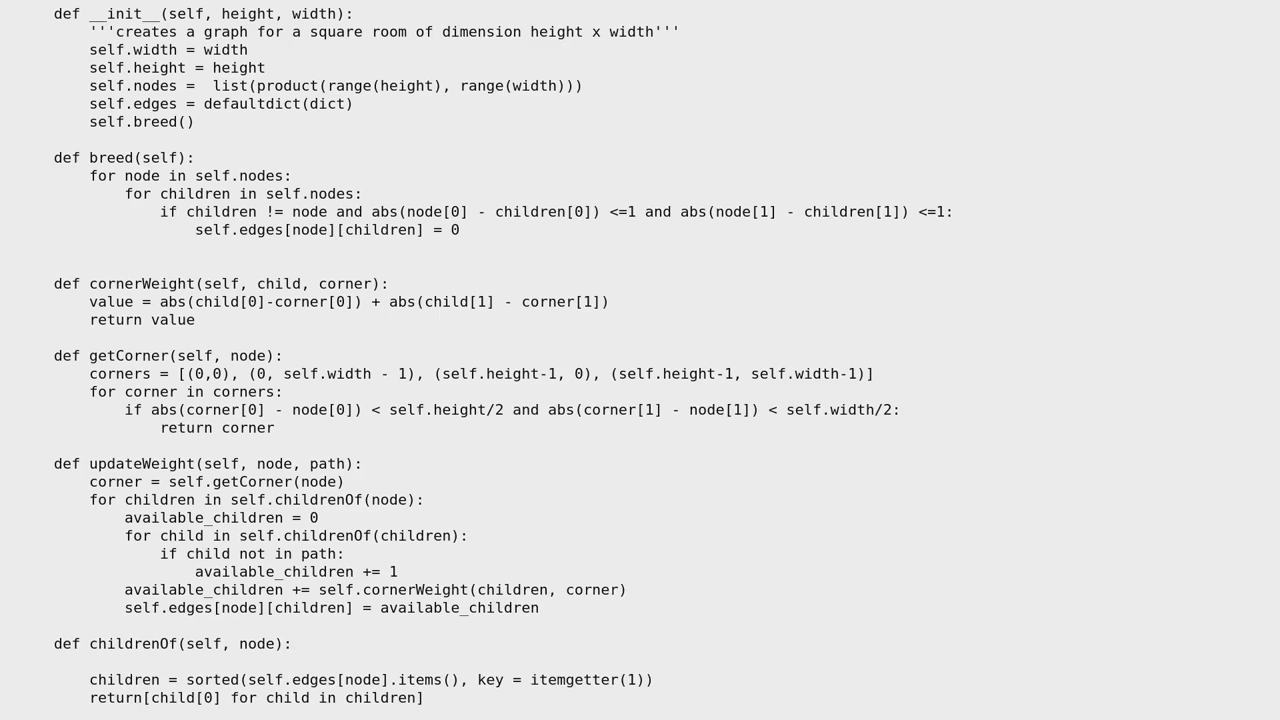 def __init__(self, height, width):
'''creates a graph for a square room of dimension height x width'''
self.width = width
self.height = height
self.nodes =  list(product(range(height), range(width)))
self.edges = defaultdict(dict)
self.breed()
def breed(self):
for node in self.nodes:
for children in self.nodes:
if children != node and abs(node[0] - children[0]) <=1 and abs(node[1] - children[1]) <=1:
self.edges[node][children] = 0
def cornerWeight(self, child, corner):
value = abs(child[0]-corner[0]) + abs(child[1] - corner[1])
return value
def getCorner(self, node):
corners = [(0,0), (0, self.width - 1), (self.height-1, 0), (self.height-1, self.width-1)]
for corner in corners:
if abs(corner[0] - node[0]) < self.height/2 and abs(corner[1] - node[1]) < self.width/2:
return corner
def updateWeight(self, node, path):
corner = self.getCorner(node)
for children in self.childrenOf(node):
available_children = 0
for child in self.childrenOf(children):
if child not in path:
available_children += 1
available_children += self.cornerWeight(children, corner)
self.edges[node][children] = available_children
def childrenOf(self, node):
children = sorted(self.edges[node].items(), key = itemgetter(1))
return[child[0] for child in children]